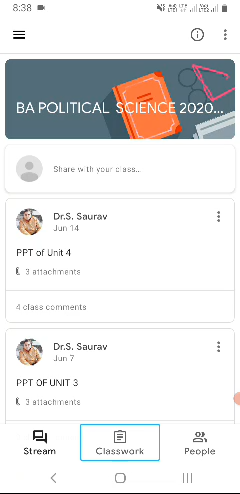 8:38
BA POLITICAL SCIENCE 2020...
Share with your class...
Dr.S. Saurav
Jun 14
PPT of Unit 4
3 attachments
4 class comments
Dr.S. Saurav
Jun 7
PPT OF UNIT 3
3 attachments
Stream
Classwork
People